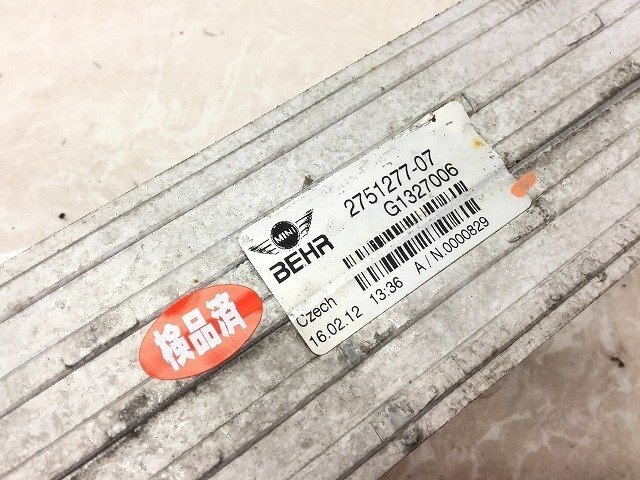 MINI
BEHR
2751277-07
G1327006
Czech
16.02.12 13:36 A/N.0000829
検品済